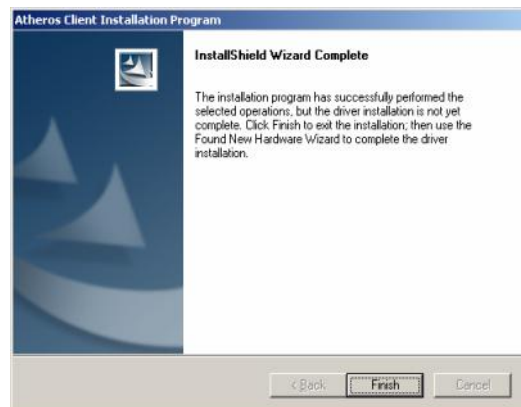 Atheros Client Installation Program
InstallShield Wizard Complete
The installation program has successfully performed the
selected operations, but the driver installation is not yet
complete. Click Finish to exit the installation; then use the
Found New Hardware Wizard to complete the driver
installation.
< Back
Finish
Cancel